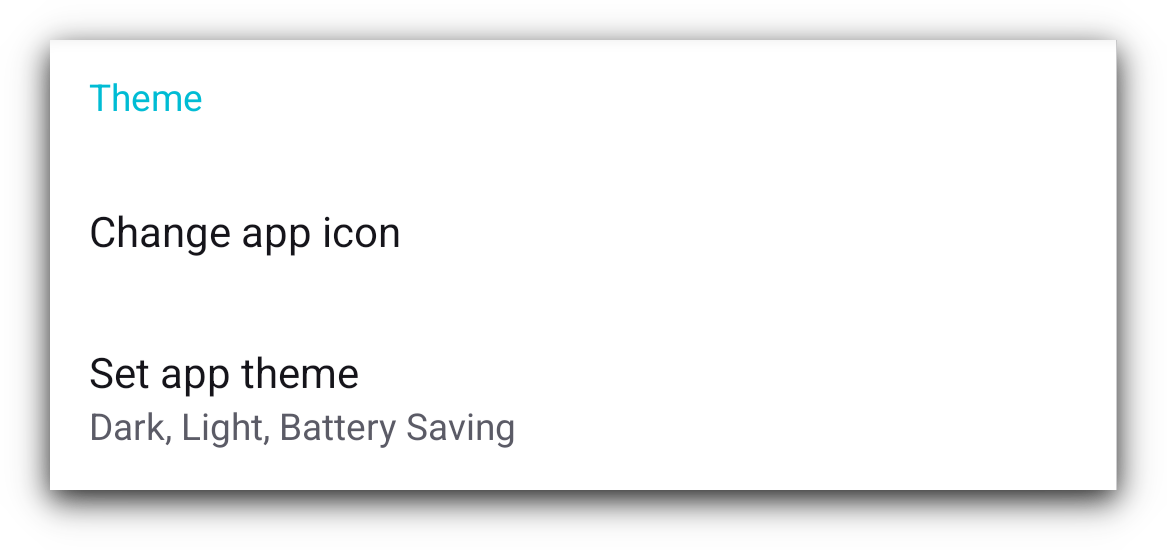 Theme
Change app icon
Set app theme
Dark, Light, Battery Saving